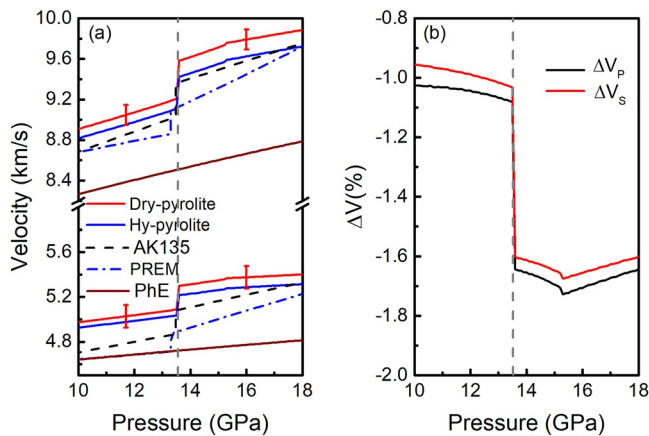 (a)
9.6
9.2
8.8
8.4
5.6
5.2
4.8
Velocity (km/s)
Dry-pyrolite
Hy-pyrolite
AK135
PREM
PhE
10 12 14 16 18
Pressure (GPa)
10.0
(b)
ΔV_P
ΔV_S
-0.8
-1.0
-1.2
-1.4
-1.6
-1.8
-2.0
ΔV(%)
10 12 14 16 18
Pressure (GPa)